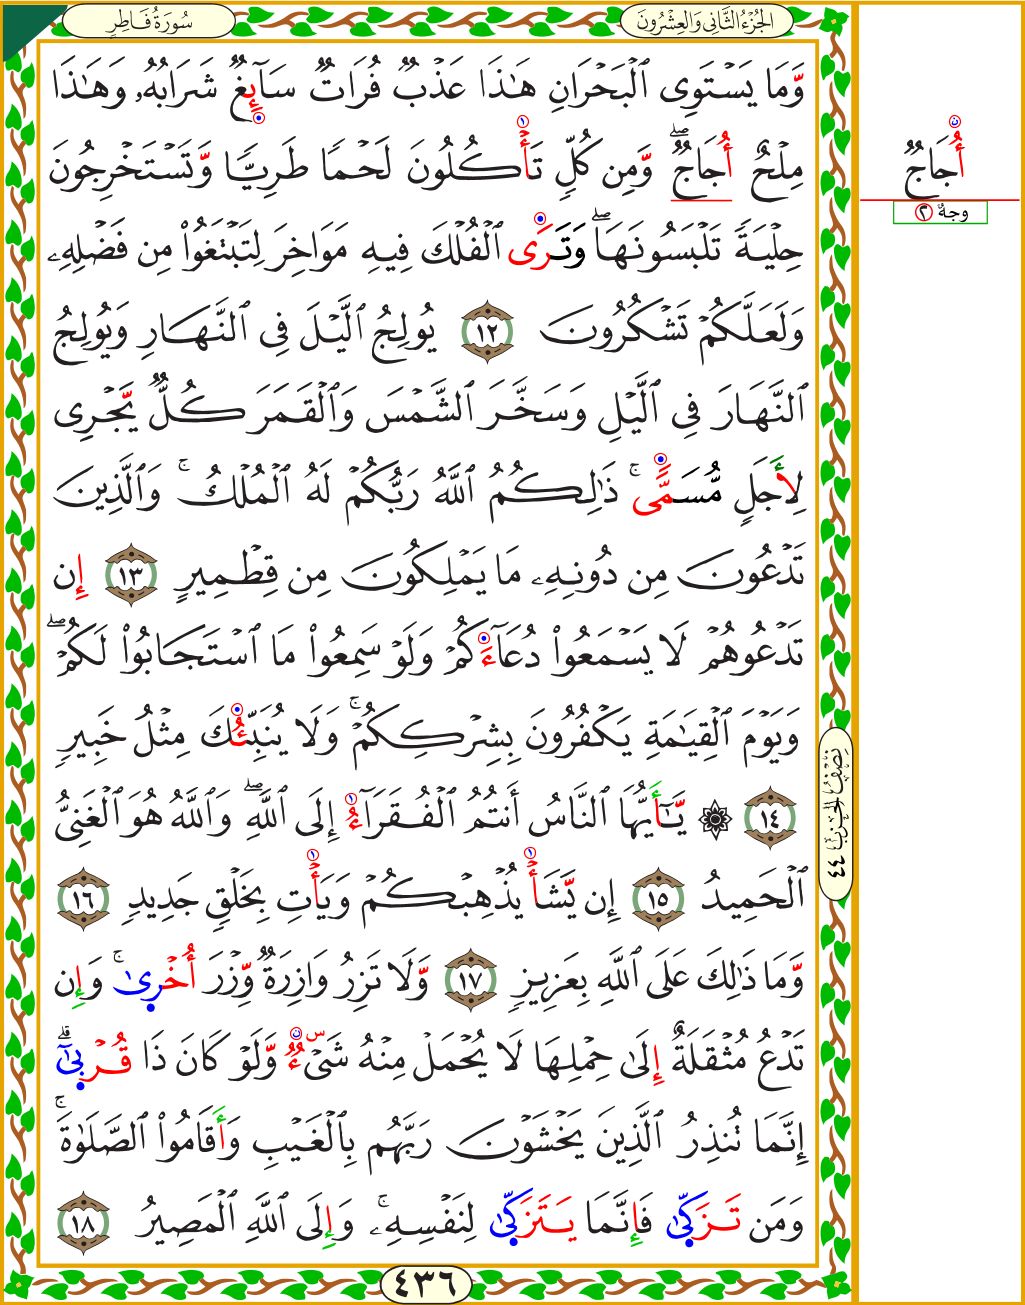 سُورَةُ فَاطِرٍ
الجُزْءُ الثَّانِي وَالعِشْرُونَ
وَّمَا يَسْتَوِى ٱلْبَحْرَانِ هَٰذَا عَذْبٌ فُرَاتٌ سَآئِغٌ شَرَابُهُۥ وَهَٰذَا
مِلْحٌ أُجَاجٌ ۖ وَّمِن كُلٍّ تَأْكُلُونَ لَحْمًا طَرِيًّا وَّتَسْتَخْرِجُونَ
حِلْيَةً تَلْبَسُونَهَا ۖ وَتَرَى ٱلْفُلْكَ فِيهِ مَوَاخِرَ لِتَبْتَغُوا۟ مِن فَضْلِهِۦ
وَلَعَلَّكُمْ تَشْكُرُونَ ١٢ يُولِجُ ٱلَّيْلَ فِى ٱلنَّهَارِ وَيُولِجُ
ٱلنَّهَارَ فِى ٱلَّيْلِ وَسَخَّرَ ٱلشَّمْسَ وَٱلْقَمَرَ كُلٌّ يَّجْرِى
لِأَجَلٍ مُّسَمًّى ۚ ذَٰلِكُمُ ٱللَّهُ رَبُّكُمْ لَهُ ٱلْمُلْكُ ۚ وَٱلَّذِينَ
تَدْعُونَ مِن دُونِهِۦ مَا يَمْلِكُونَ مِن قِطْمِيرٍ ١٣ إِن
تَدْعُوهُمْ لَا يَسْمَعُوا۟ دُعَآءَكُمْ وَلَوْ سَمِعُوا۟ مَا ٱسْتَجَابُوا۟ لَكُمْ ۖ
وَيَوْمَ ٱلْقِيَٰمَةِ يَكْفُرُونَ بِشِرْكِكُمْ ۚ وَلَا يُنَبِّئُكَ مِثْلُ خَبِيرٍ
١٤ ۞ يَّٰٓأَيُّهَا ٱلنَّاسُ أَنتُمُ ٱلْفُقَرَآءُ إِلَى ٱللَّهِ ۖ وَٱللَّهُ هُوَ ٱلْغَنِىُّ
ٱلْحَمِيدُ ١٥ إِن يَّشَأْ يُذْهِبْكُمْ وَيَأْتِ بِخَلْقٍ جَدِيدٍ ١٦
وَّمَا ذَٰلِكَ عَلَى ٱللَّهِ بِعَزِيزٍ ١٧ وَّلَا تَزِرُ وَازِرَةٌ وِّزْرَ أُخْرَىٰ ۚ وَإِن
تَدْعُ مُثْقَلَةٌ إِلَىٰ حِمْلِهَا لَا يُحْمَلْ مِنْهُ شَىْءٌ وَّلَوْ كَانَ ذَا قُرْبَىٰٓ ۗ
إِنَّمَا تُنذِرُ ٱلَّذِينَ يَخْشَوْنَ رَبَّهُم بِٱلْغَيْبِ وَأَقَامُوا۟ ٱلصَّلَوٰةَ ۚ
وَمَن تَزَكَّىٰ فَإِنَّمَا يَتَزَكَّىٰ لِنَفْسِهِۦ ۚ وَإِلَى ٱللَّهِ ٱلْمَصِيرُ ١٨
٤٣٦
أُجَاجٌ
وجهٌ ٣
نِصْفُ الحِزْبِ ٤٤